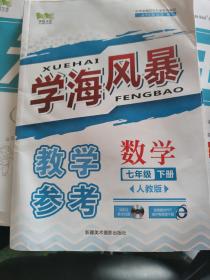 XUEHAI
学海风暴
FENGBAO
教学
参考
数学
七年级 下册
(人教版)
新疆美术摄影出版社